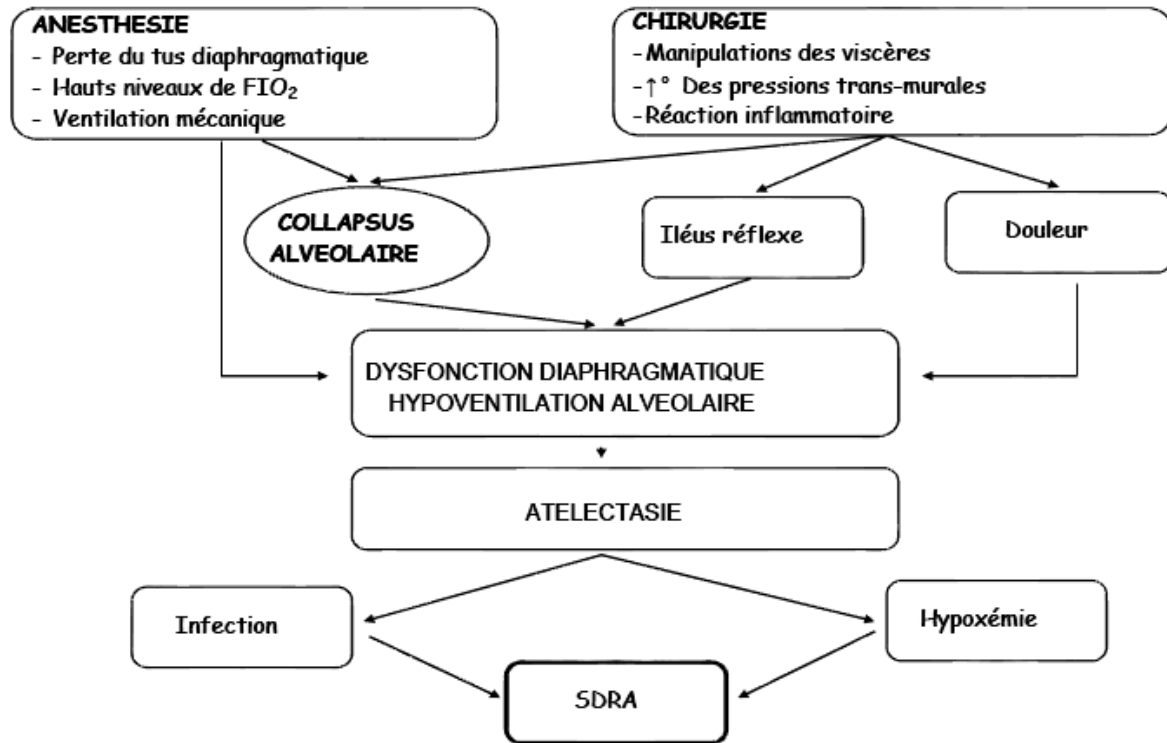 ANESTHESIE
- Perte du tus diaphragmatique
- Hauts niveaux de FIO₂
- Ventilation mécanique
CHIRURGIE
-Manipulations des viscères
-↑° Des pressions trans-murales
-Réaction inflammatoire
COLLAPSUS
ALVEOLAIRE
Iléus réflexe
Douleur
DYSFONCTION DIAPHRAGMATIQUE
HYPOVENTILATION ALVEOLAIRE
ATELECTASIE
Infection
Hypoxémie
SDRA